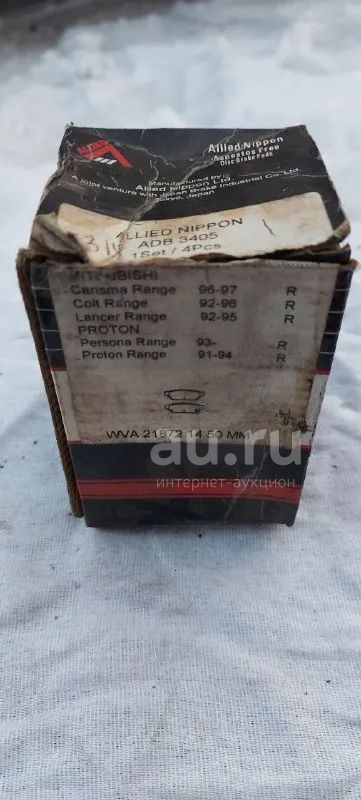 Allied Nippon
Asbestos Free
Disc Brake Pads
Manufactured by
Allied Nippon Ltd.
A joint venture with Japan Brake Industrial Co Ltd
Tokyo, Japan
ALLIED NIPPON
ADB 3405
1Set / 4Pcs.
MITSUBISHI
Carisma Range 96-97 R
Colt Range 92-96 R
Lancer Range 92-95 R
PROTON
Persona Range 93- R
Proton Range 91-94 R
WVA 21872 14.50 MM
au.ru
интернет-аукцион